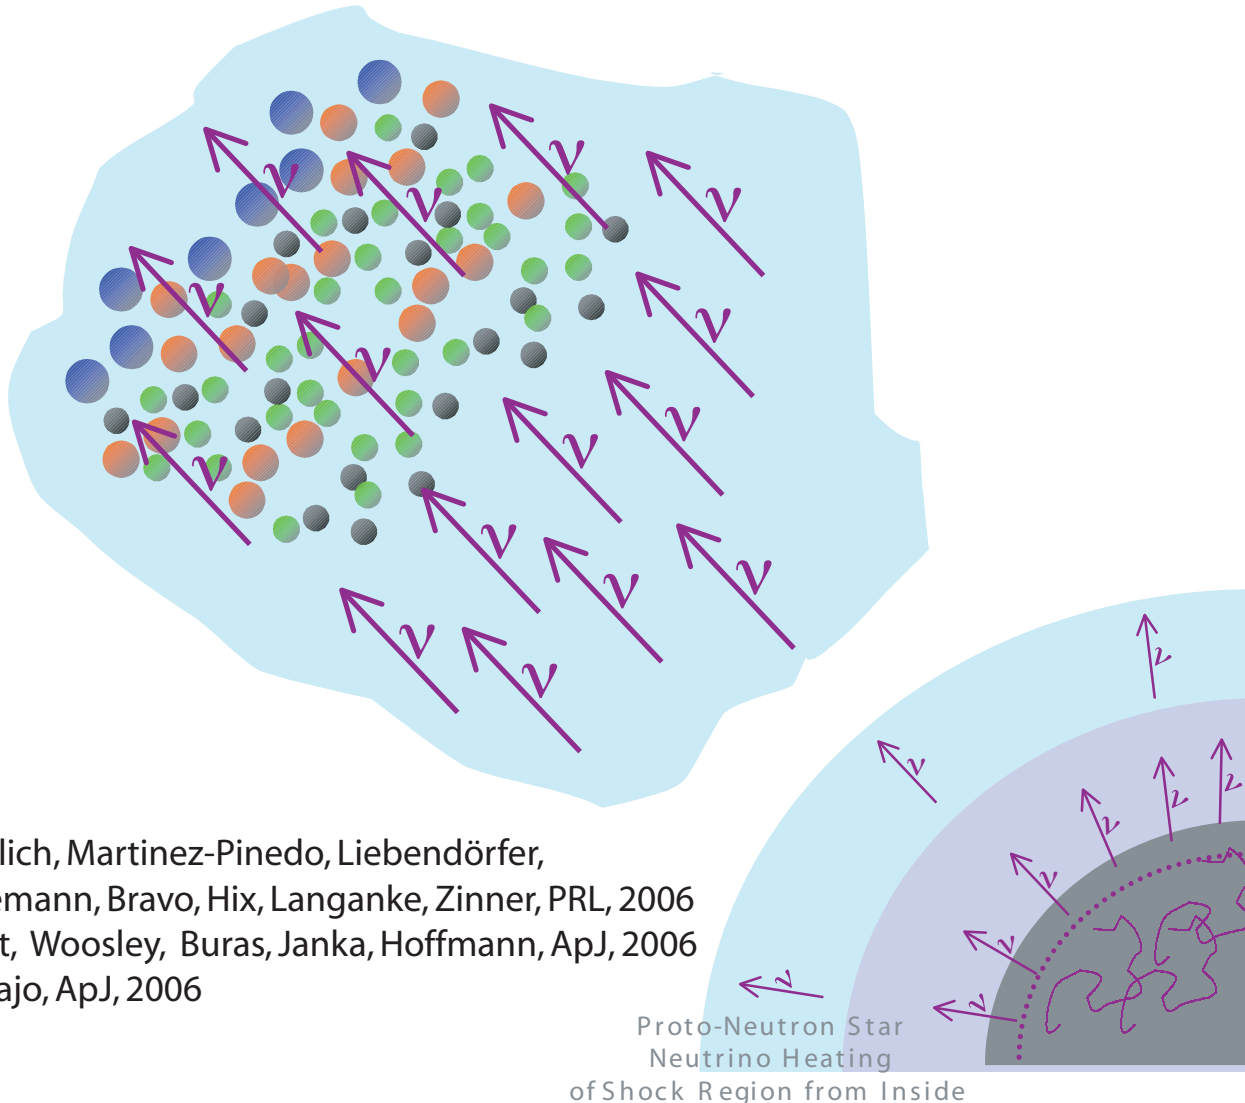 ν ν ν ν
ν ν ν ν
ν ν ν
ν ν ν
ν ν
ν
ν
ν ν ν
ν
ν
ν ν
lich, Martinez-Pinedo, Liebendörfer,
emann, Bravo, Hix, Langanke, Zinner, PRL, 2006
t, Woosley, Buras, Janka, Hoffmann, ApJ, 2006
ajo, ApJ, 2006
Proto-Neutron Star
Neutrino Heating
of Shock Region from Inside